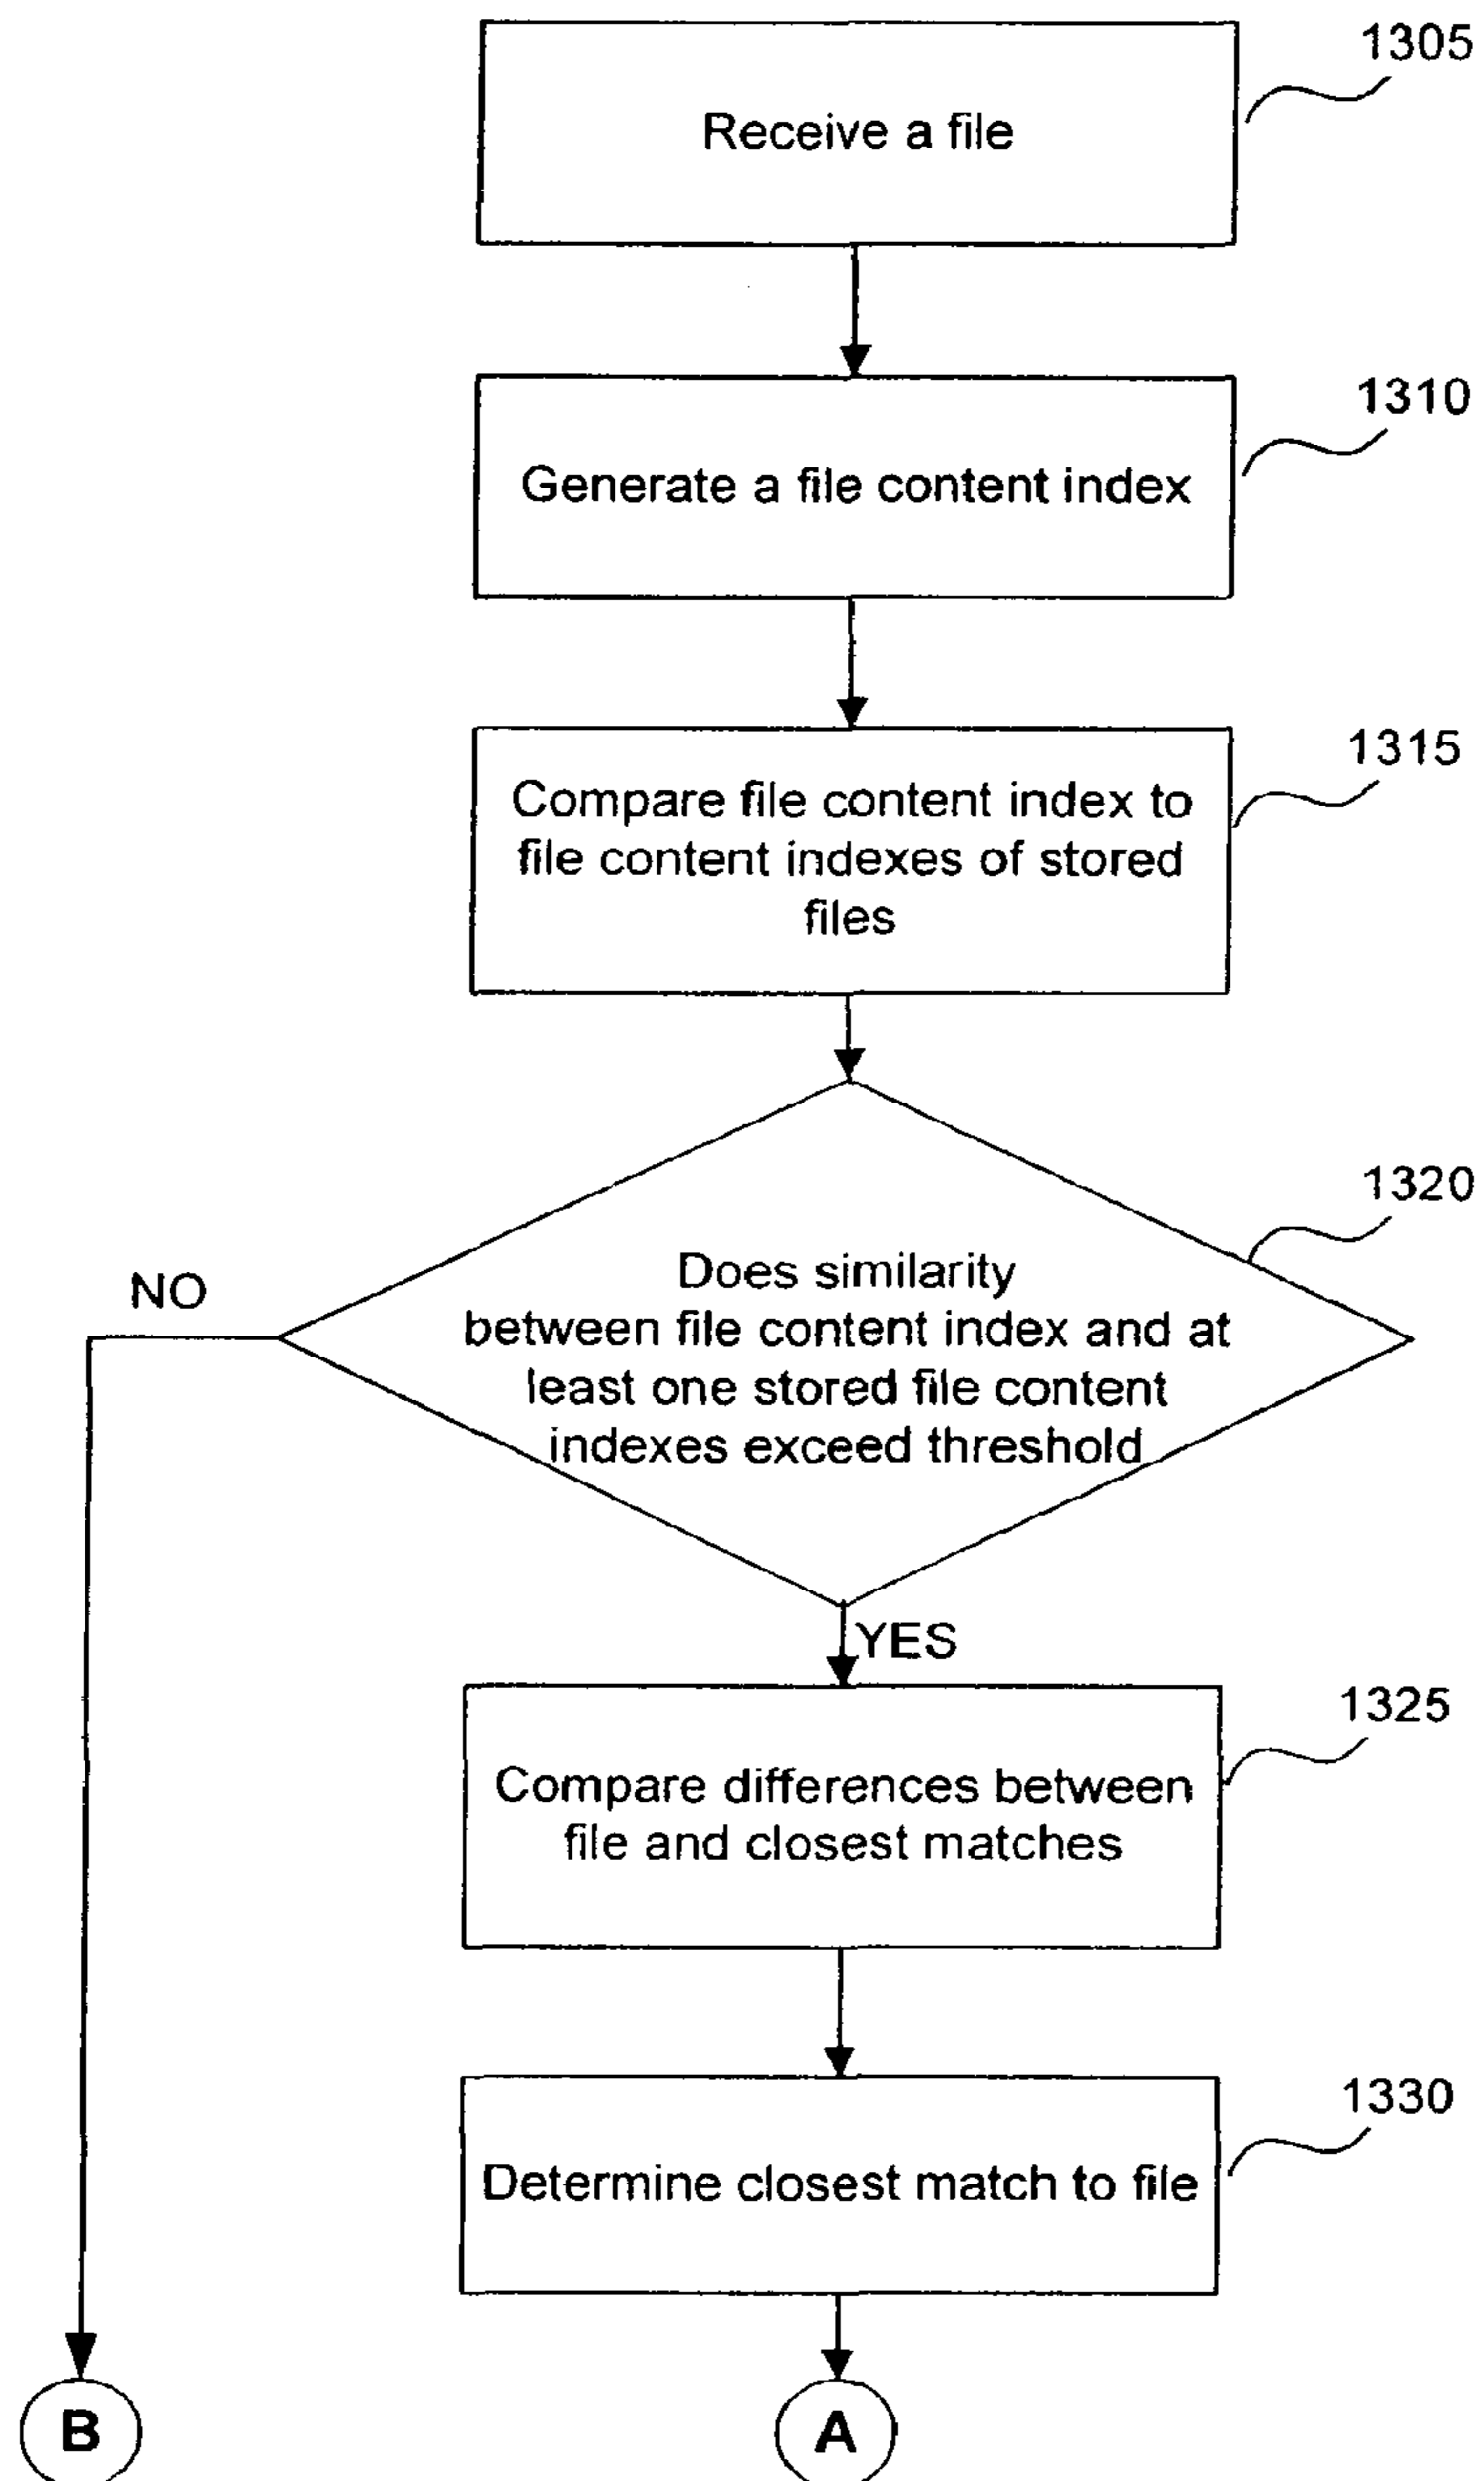 1305
Receive a file
1310
Generate a file content index
1315
Compare file content index to
file content indexes of stored
files
1320
Does similarity
between file content index and at
least one stored file content
indexes exceed threshold
NO
YES
1325
Compare differences between
file and closest matches
1330
Determine closest match to file
B
A